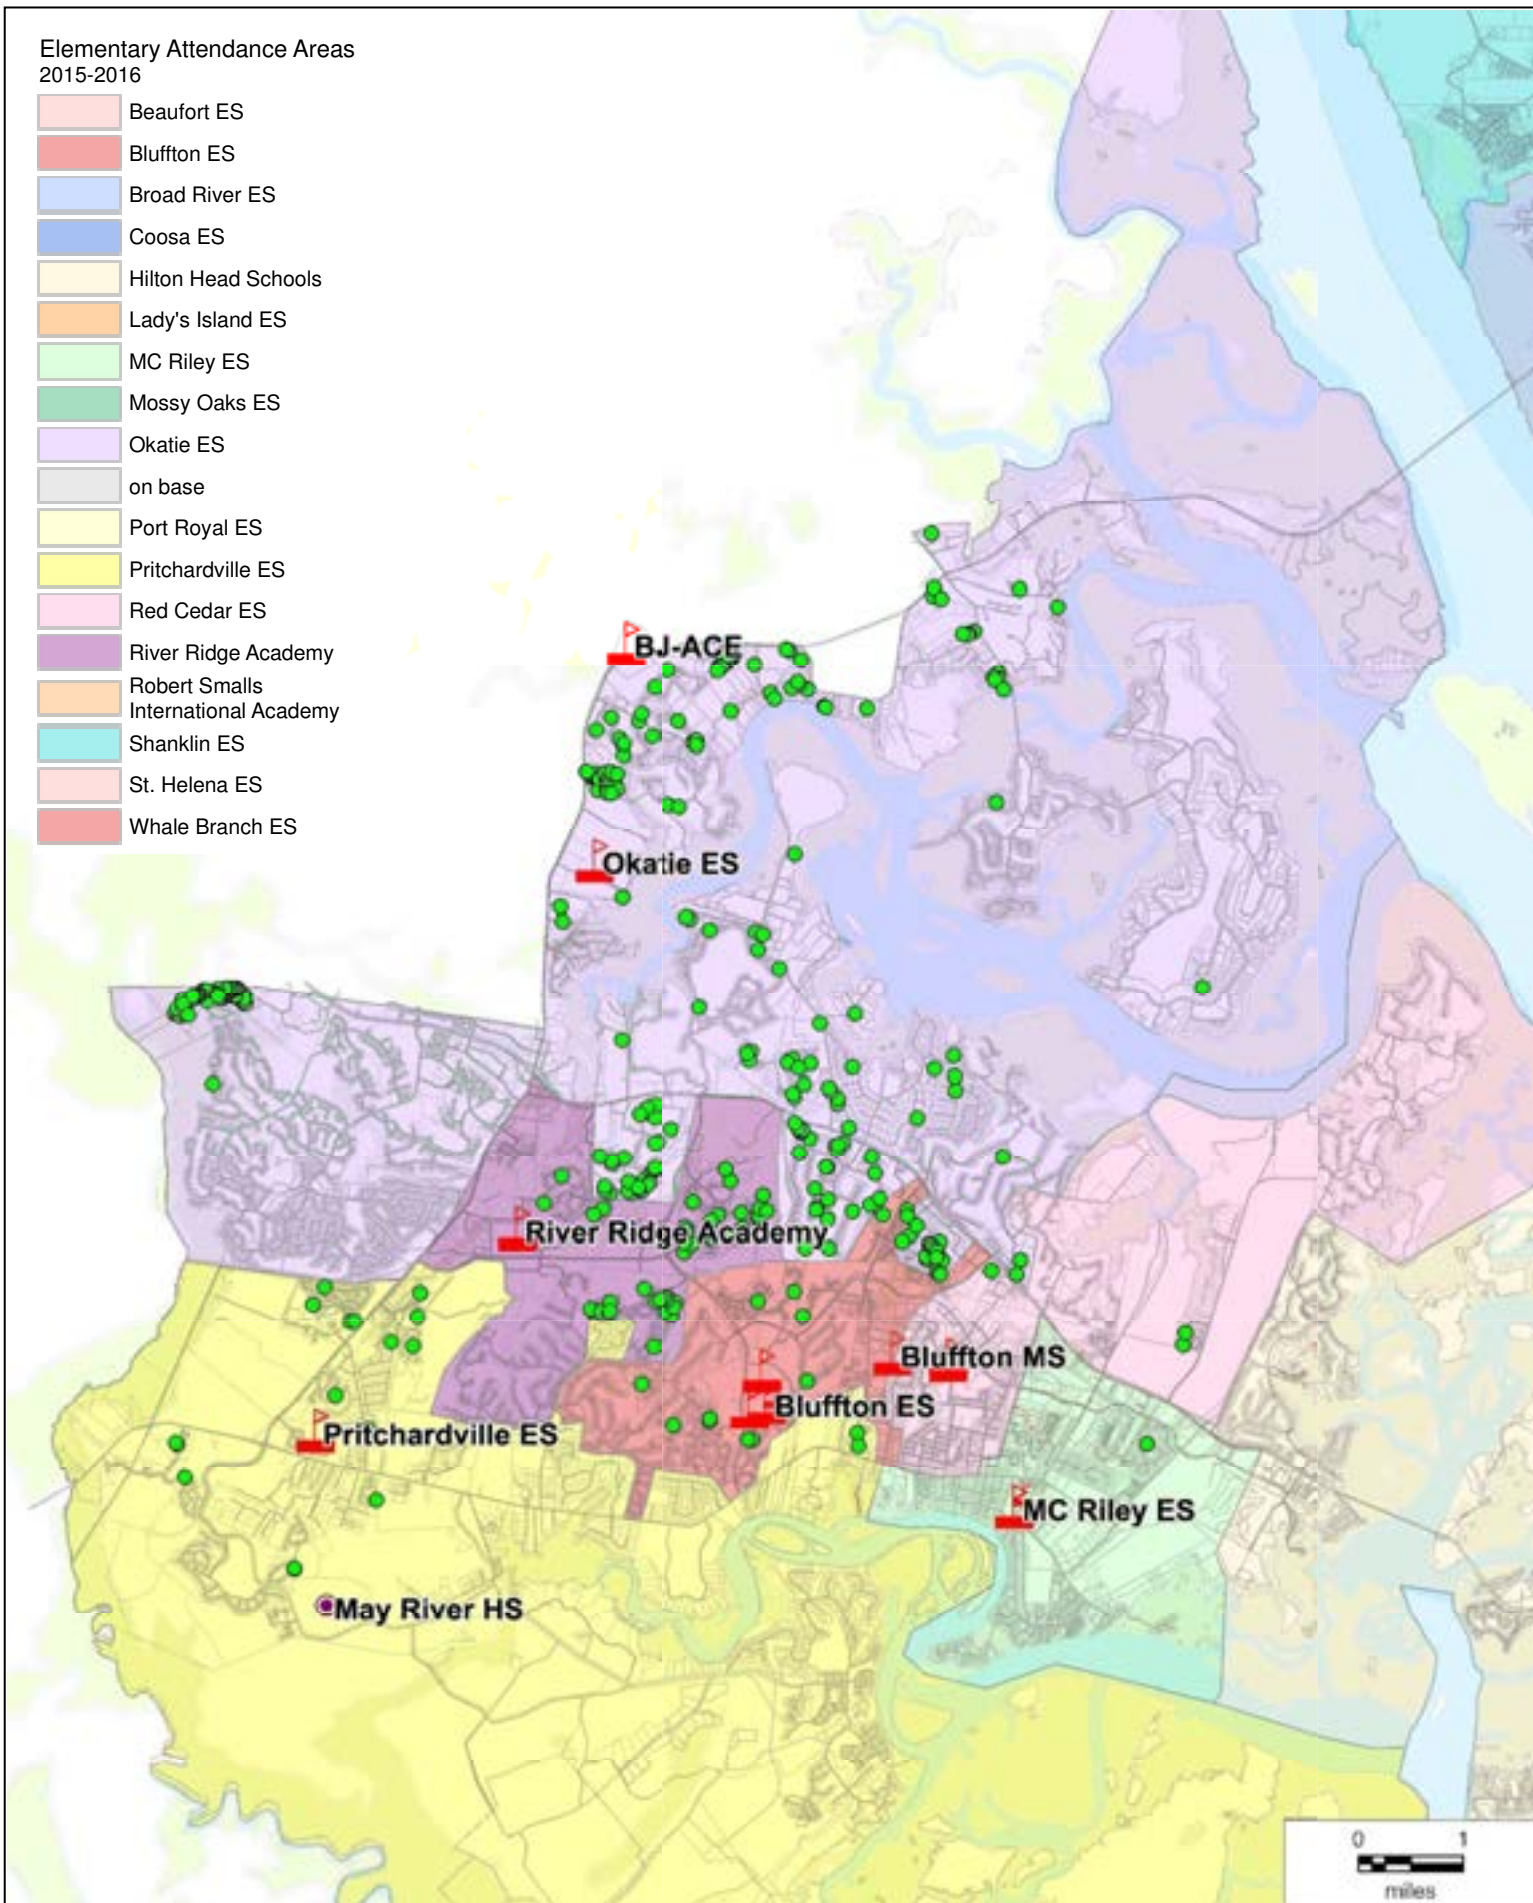 Elementary Attendance Areas
2015-2016
Beaufort ES
Bluffton ES
Broad River ES
Coosa ES
Hilton Head Schools
Lady's Island ES
MC Riley ES
Mossy Oaks ES
Okatie ES
on base
Port Royal ES
Pritchardville ES
Red Cedar ES
River Ridge Academy
Robert Smalls
International Academy
Shanklin ES
St. Helena ES
Whale Branch ES
BJ-ACE
Okatie ES
River Ridge Academy
Bluffton MS
Bluffton ES
Pritchardville ES
MC Riley ES
May River HS
0 1
miles